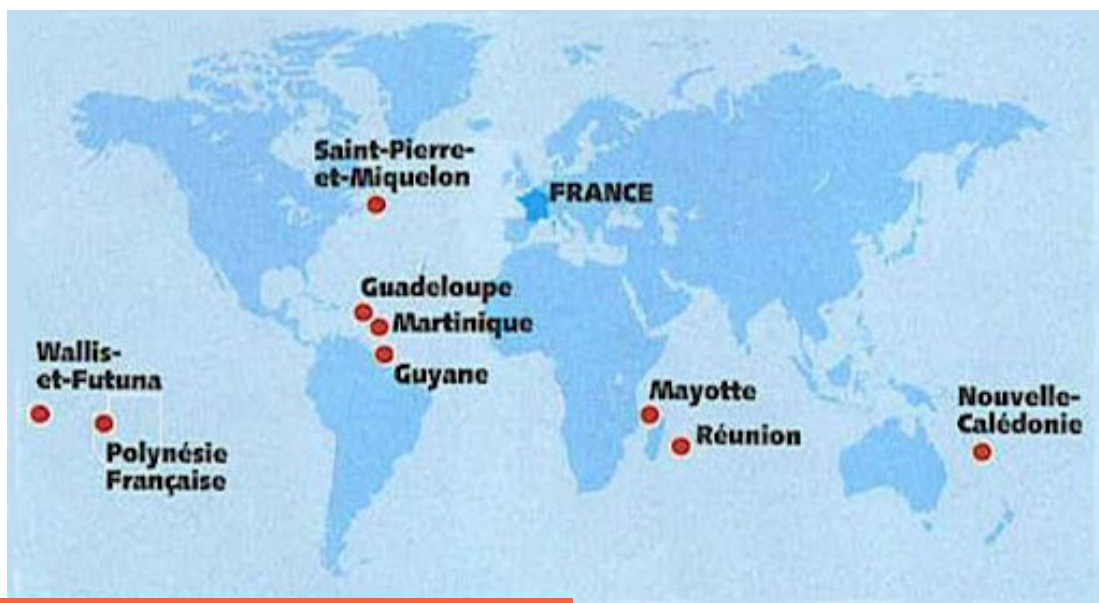 Saint-Pierre-
et-Miquelon
FRANCE
Guadeloupe
Martinique
Guyane
Wallis-
et-Futuna
Polynésie
Française
Mayotte
Réunion
Nouvelle-
Calédonie